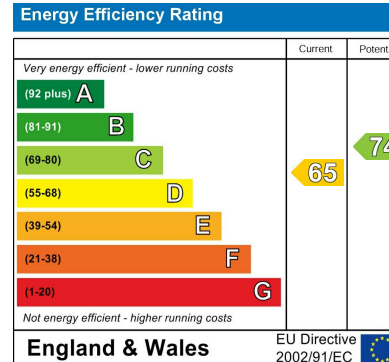 Energy Efficiency Rating
Current Potent
Very energy efficient - lower running costs
(92 plus) A
(81-91) B
(69-80) C
74
(55-68) D
65
(39-54) E
(21-38) F
(1-20) G
Not energy efficient - higher running costs
England & Wales
EU Directive
2002/91/EC